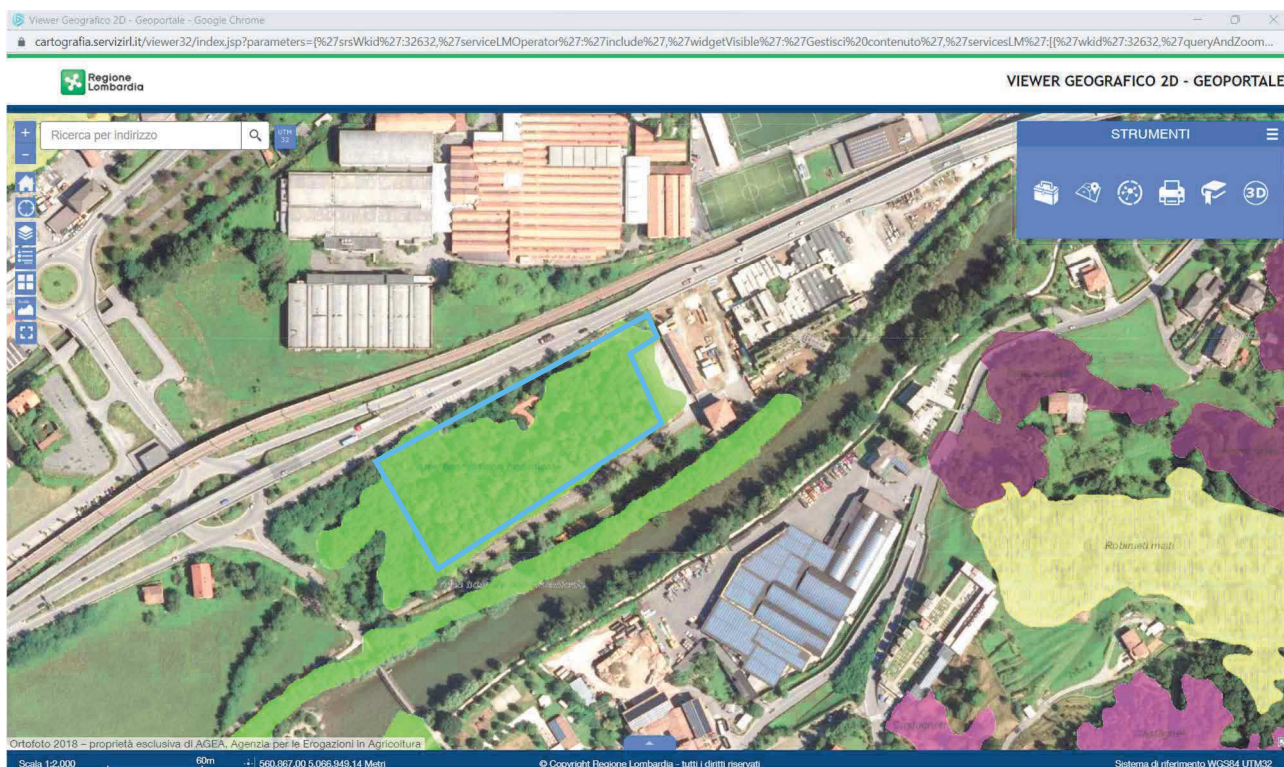 Viewer Geografico 2D - Geoportale - Google Chrome
cartografia.servizirl.it/viewer32/index.jsp?parameters={%27srsWkid%27:32632,%27serviceLMOperator%27:%27include%27,%27widgetVisible%27:%27Gestisci%20contenuto%27,%27servicesLM%27:[{%27wkid%27:32632,%27queryAndZoom...
Regione
Lombardia
VIEWER GEOGRAFICO 2D - GEOPORTALE
Ricerca per indirizzo
UTM
32
STRUMENTI
3D
Robinieti misti
Ortofoto 2018 – proprietà esclusiva di AGEA, Agenzia per le Erogazioni in Agricoltura
Scala 1:2,000
60m
560.867,00 5.066.949,14 Metri
© Copyright Regione Lombardia - tutti i diritti riservati
Sistema di riferimento WGS84 UTM32